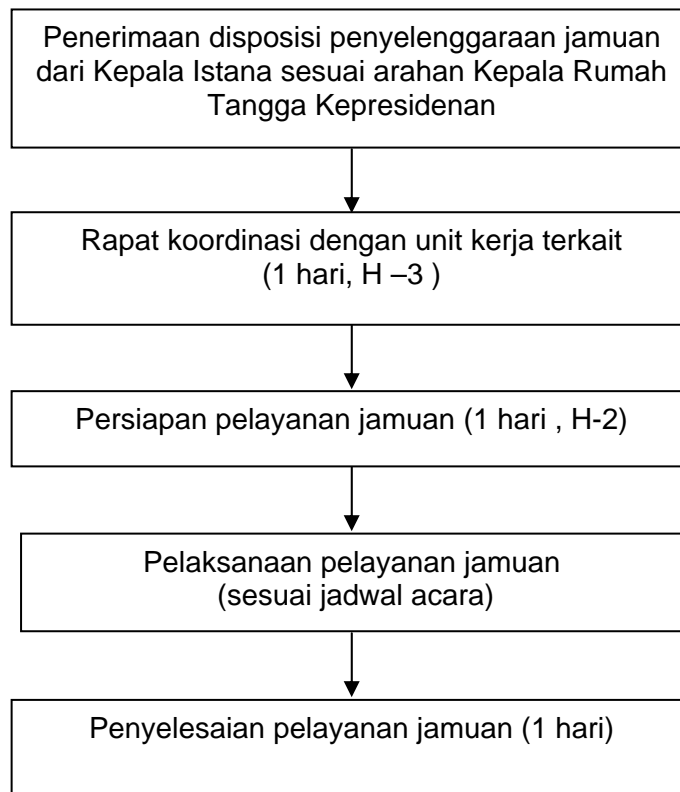 Penerimaan disposisi penyelenggaraan jamuan
dari Kepala Istana sesuai arahan Kepala Rumah
Tangga Kepresidenan
Rapat koordinasi dengan unit kerja terkait
(1 hari, H –3 )
Persiapan pelayanan jamuan (1 hari , H-2)
Pelaksanaan pelayanan jamuan
(sesuai jadwal acara)
Penyelesaian pelayanan jamuan (1 hari)